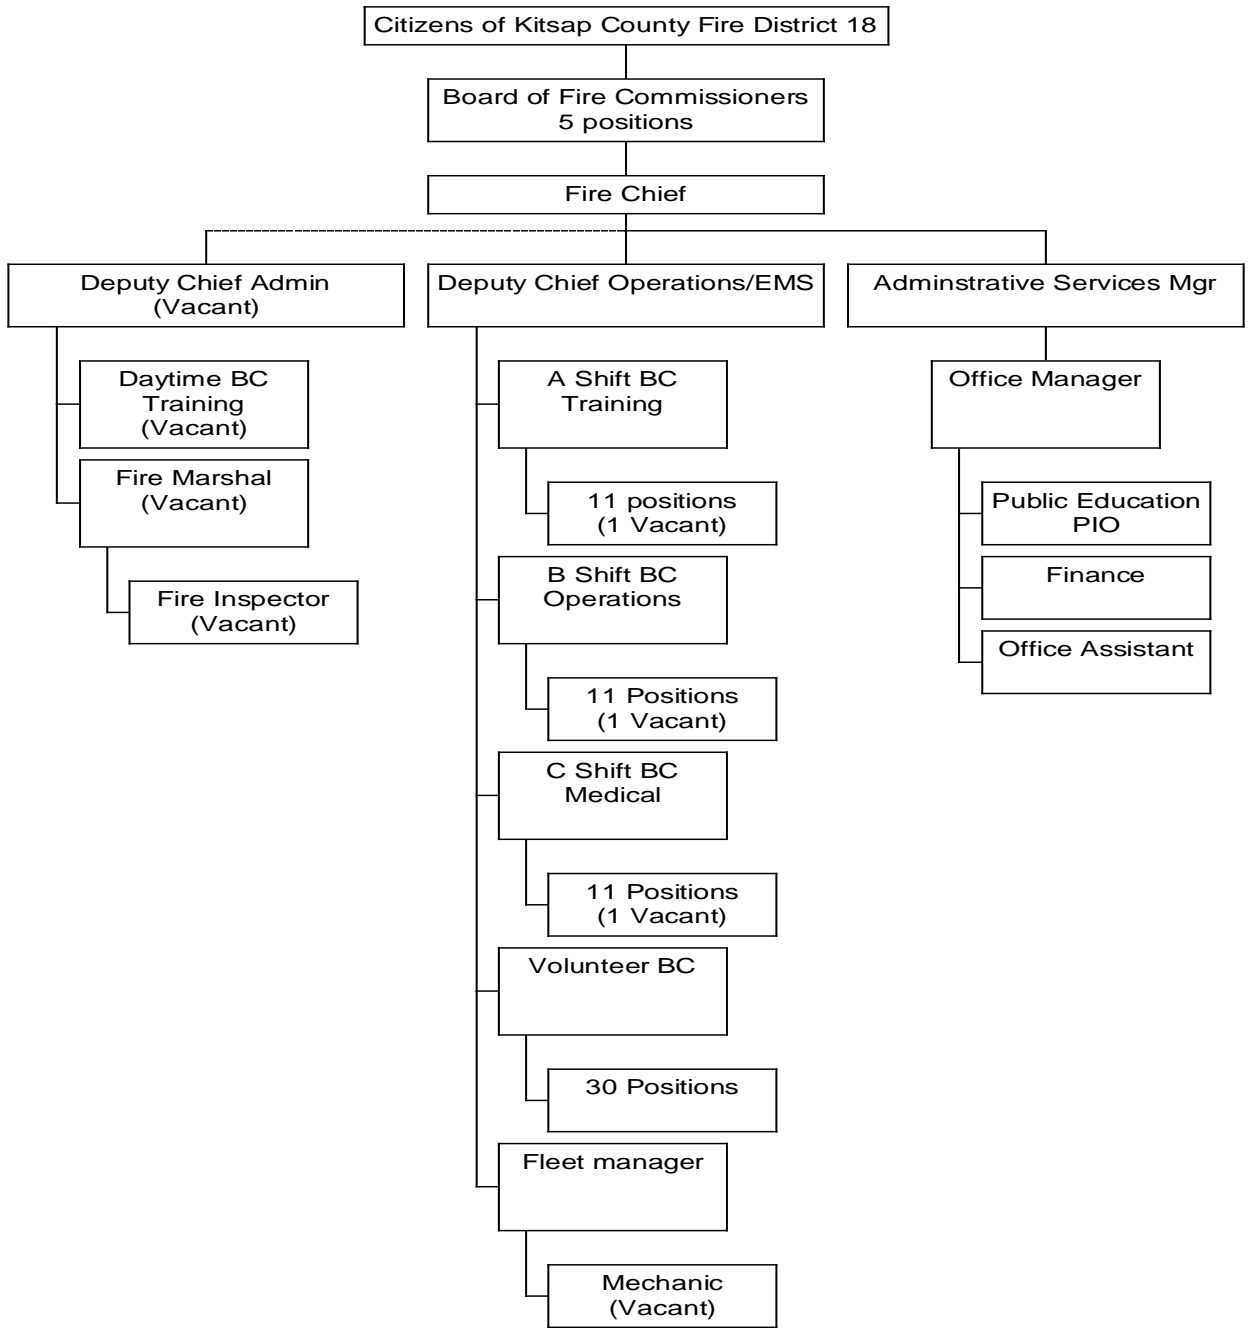 Citizens of Kitsap County Fire District 18
Board of Fire Commissioners
5 positions
Fire Chief
Deputy Chief Admin
(Vacant)
Daytime BC
Training
(Vacant)
Fire Marshal
(Vacant)
Fire Inspector
(Vacant)
Deputy Chief Operations/EMS
A Shift BC
Training
11 positions
(1 Vacant)
B Shift BC
Operations
11 Positions
(1 Vacant)
C Shift BC
Medical
11 Positions
(1 Vacant)
Volunteer BC
30 Positions
Fleet manager
Mechanic
(Vacant)
Adminstrative Services Mgr
Office Manager
Public Education
PIO
Finance
Office Assistant